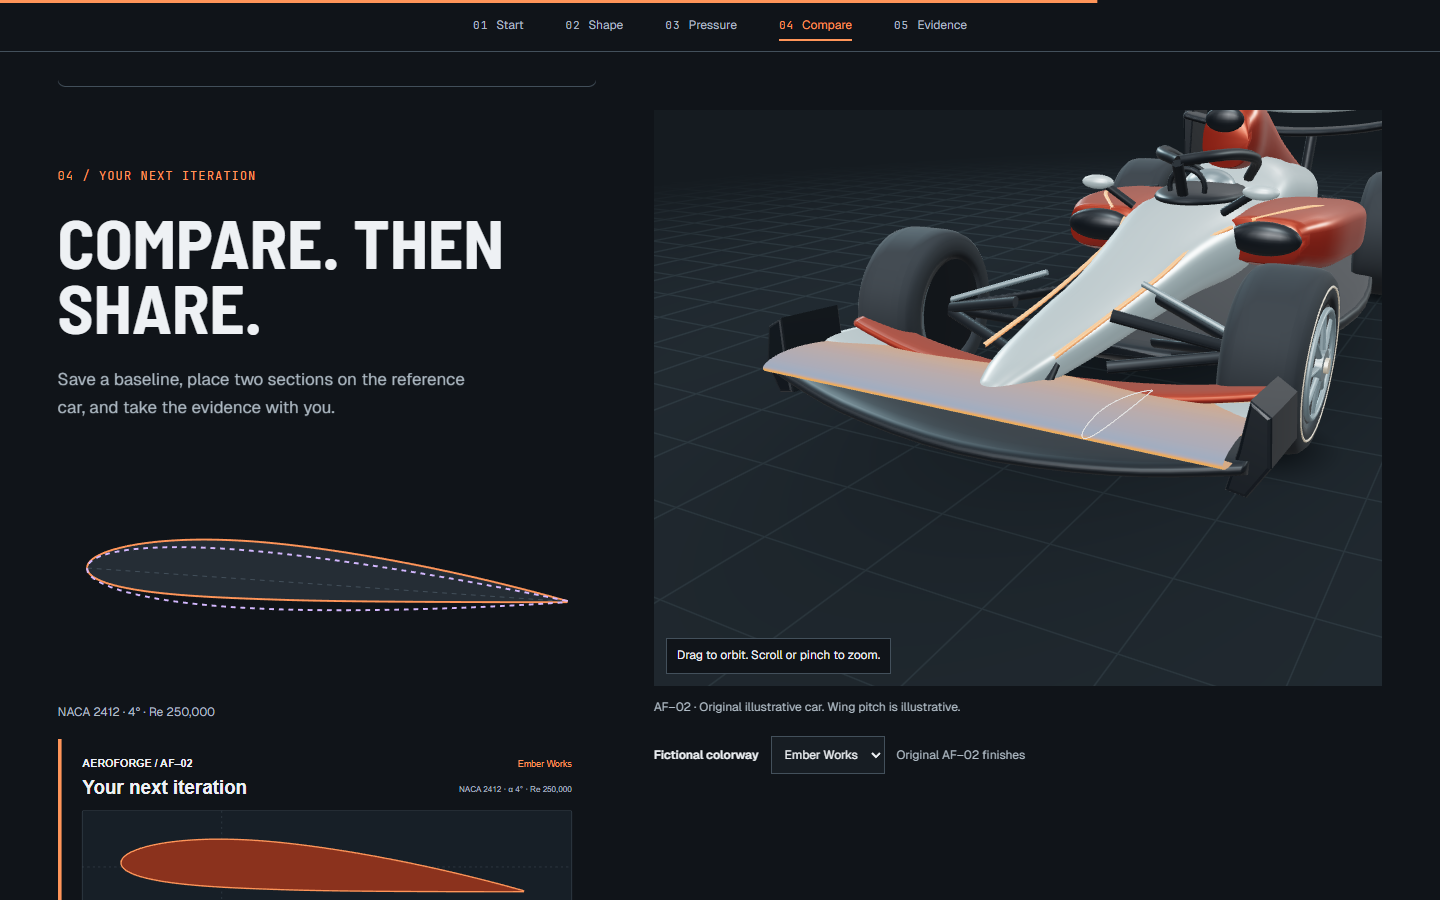 01 Start
02 Shape
03 Pressure
04 Compare
05 Evidence
04 / YOUR NEXT ITERATION
COMPARE. THEN
SHARE.
Save a baseline, place two sections on the reference
car, and take the evidence with you.
NACA 2412 · 4° · Re 250,000
AEROFORGE / AF–02
Ember Works
Your next iteration
NACA 2412 · α 4° · Re 250,000
Drag to orbit. Scroll or pinch to zoom.
AF–02 · Original illustrative car. Wing pitch is illustrative.
Fictional colorway
Ember Works
Original AF–02 finishes